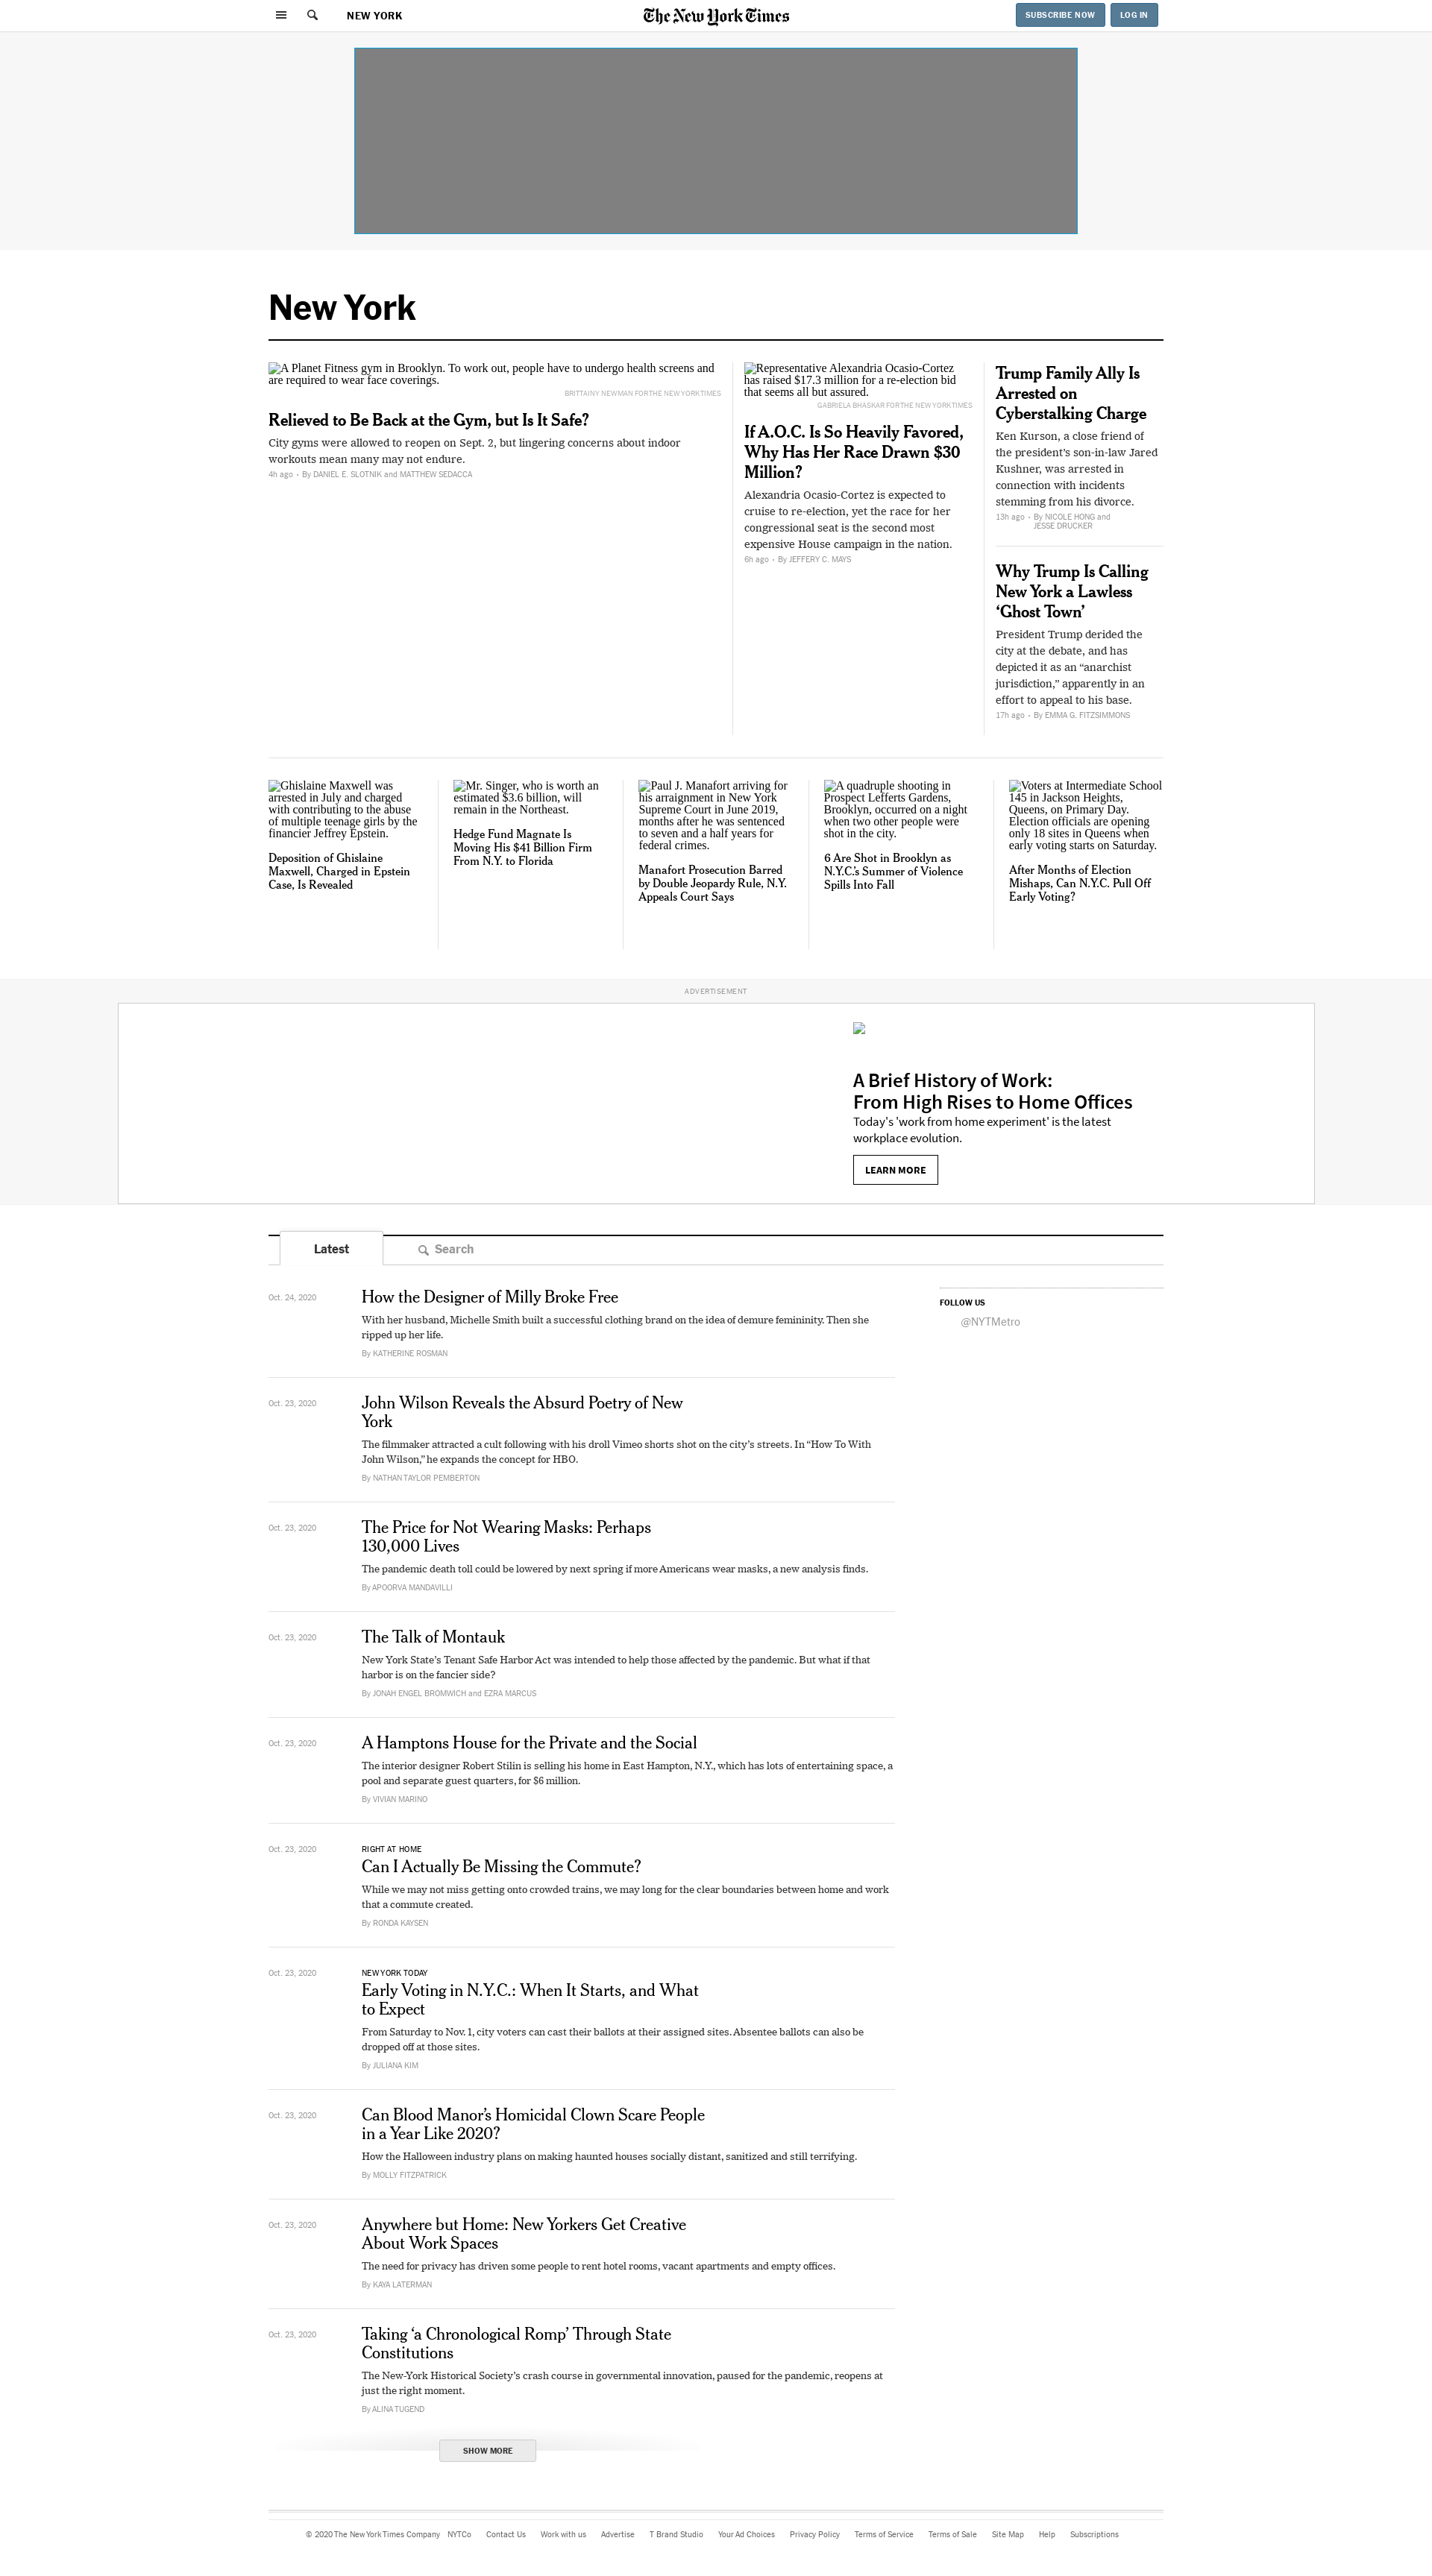 NEW YORK
The New York Times
SUBSCRIBE NOW
LOG IN
New York
A Planet Fitness gym in Brooklyn. To work out, people have to undergo health screens and
are required to wear face coverings.
BRITTAINY NEWMAN FOR THE NEW YORK TIMES
Relieved to Be Back at the Gym, but Is It Safe?
City gyms were allowed to reopen on Sept. 2, but lingering concerns about indoor
workouts mean many may not endure.
4h ago • By DANIEL E. SLOTNIK and MATTHEW SEDACCA
Representative Alexandria Ocasio-Cortez
has raised $17.3 million for a re-election bid
that seems all but assured.
GABRIELA BHASKAR FOR THE NEW YORK TIMES
If A.O.C. Is So Heavily Favored,
Why Has Her Race Drawn $30
Million?
Alexandria Ocasio-Cortez is expected to
cruise to re-election, yet the race for her
congressional seat is the second most
expensive House campaign in the nation.
6h ago • By JEFFERY C. MAYS
Trump Family Ally Is
Arrested on
Cyberstalking Charge
Ken Kurson, a close friend of
the president’s son-in-law Jared
Kushner, was arrested in
connection with incidents
stemming from his divorce.
13h ago • By NICOLE HONG and
JESSE DRUCKER
Why Trump Is Calling
New York a Lawless
‘Ghost Town’
President Trump derided the
city at the debate, and has
depicted it as an “anarchist
jurisdiction,” apparently in an
effort to appeal to his base.
17h ago • By EMMA G. FITZSIMMONS
Ghislaine Maxwell was
arrested in July and charged
with contributing to the abuse
of multiple teenage girls by the
financier Jeffrey Epstein.
Deposition of Ghislaine
Maxwell, Charged in Epstein
Case, Is Revealed
Mr. Singer, who is worth an
estimated $3.6 billion, will
remain in the Northeast.
Hedge Fund Magnate Is
Moving His $41 Billion Firm
From N.Y. to Florida
Paul J. Manafort arriving for
his arraignment in New York
Supreme Court in June 2019,
months after he was sentenced
to seven and a half years for
federal crimes.
Manafort Prosecution Barred
by Double Jeopardy Rule, N.Y.
Appeals Court Says
A quadruple shooting in
Prospect Lefferts Gardens,
Brooklyn, occurred on a night
when two other people were
shot in the city.
6 Are Shot in Brooklyn as
N.Y.C.’s Summer of Violence
Spills Into Fall
Voters at Intermediate School
145 in Jackson Heights,
Queens, on Primary Day.
Election officials are opening
only 18 sites in Queens when
early voting starts on Saturday.
After Months of Election
Mishaps, Can N.Y.C. Pull Off
Early Voting?
ADVERTISEMENT
A Brief History of Work:
From High Rises to Home Offices
Today's 'work from home experiment' is the latest
workplace evolution.
LEARN MORE
Latest
Search
Oct. 24, 2020
How the Designer of Milly Broke Free
With her husband, Michelle Smith built a successful clothing brand on the idea of demure femininity. Then she
ripped up her life.
By KATHERINE ROSMAN
FOLLOW US
@NYTMetro
Oct. 23, 2020
John Wilson Reveals the Absurd Poetry of New
York
The filmmaker attracted a cult following with his droll Vimeo shorts shot on the city’s streets. In “How To With
John Wilson,” he expands the concept for HBO.
By NATHAN TAYLOR PEMBERTON
Oct. 23, 2020
The Price for Not Wearing Masks: Perhaps
130,000 Lives
The pandemic death toll could be lowered by next spring if more Americans wear masks, a new analysis finds.
By APOORVA MANDAVILLI
Oct. 23, 2020
The Talk of Montauk
New York State’s Tenant Safe Harbor Act was intended to help those affected by the pandemic. But what if that
harbor is on the fancier side?
By JONAH ENGEL BROMWICH and EZRA MARCUS
Oct. 23, 2020
A Hamptons House for the Private and the Social
The interior designer Robert Stilin is selling his home in East Hampton, N.Y., which has lots of entertaining space, a
pool and separate guest quarters, for $6 million.
By VIVIAN MARINO
Oct. 23, 2020
RIGHT AT HOME
Can I Actually Be Missing the Commute?
While we may not miss getting onto crowded trains, we may long for the clear boundaries between home and work
that a commute created.
By RONDA KAYSEN
Oct. 23, 2020
NEW YORK TODAY
Early Voting in N.Y.C.: When It Starts, and What
to Expect
From Saturday to Nov. 1, city voters can cast their ballots at their assigned sites. Absentee ballots can also be
dropped off at those sites.
By JULIANA KIM
Oct. 23, 2020
Can Blood Manor’s Homicidal Clown Scare People
in a Year Like 2020?
How the Halloween industry plans on making haunted houses socially distant, sanitized and still terrifying.
By MOLLY FITZPATRICK
Oct. 23, 2020
Anywhere but Home: New Yorkers Get Creative
About Work Spaces
The need for privacy has driven some people to rent hotel rooms, vacant apartments and empty offices.
By KAYA LATERMAN
Oct. 23, 2020
Taking ‘a Chronological Romp’ Through State
Constitutions
The New-York Historical Society’s crash course in governmental innovation, paused for the pandemic, reopens at
just the right moment.
By ALINA TUGEND
SHOW MORE
© 2020 The New York Times Company NYTCo Contact Us Work with us Advertise T Brand Studio Your Ad Choices Privacy Policy Terms of Service Terms of Sale Site Map Help Subscriptions